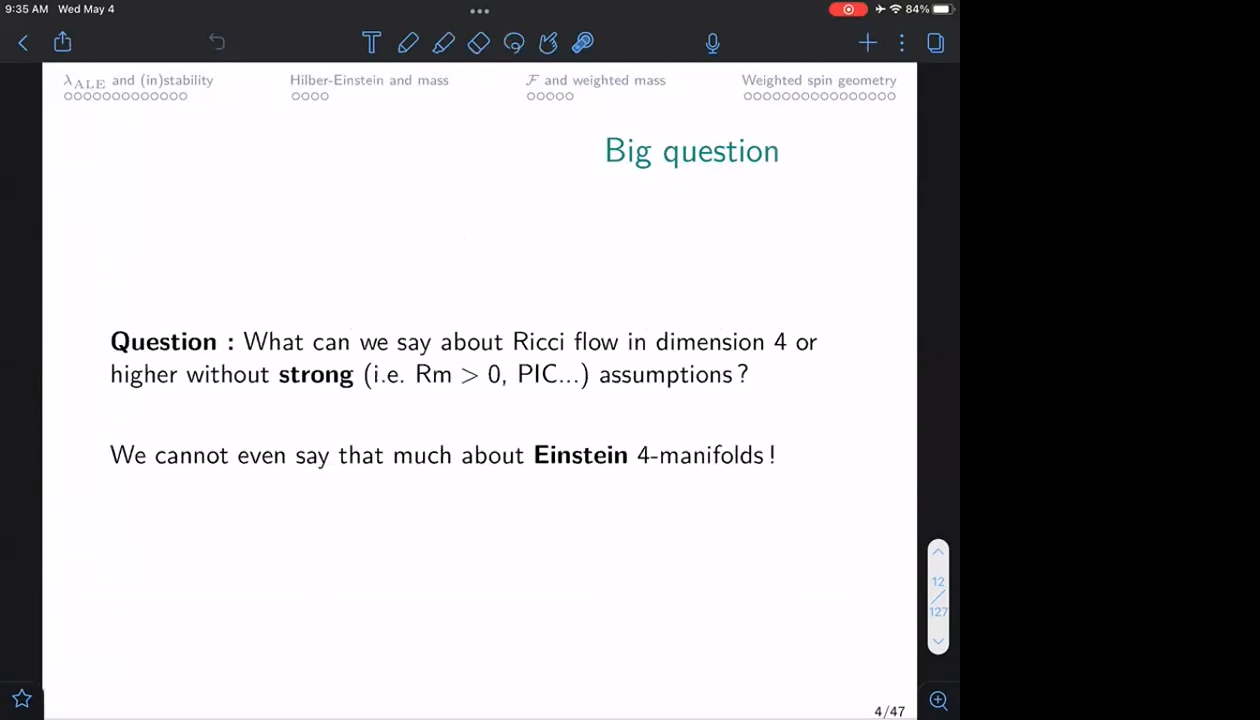 9:35 AM Wed May 4
84%
λALE and (in)stability
Hilber-Einstein and mass
ℱ and weighted mass
Weighted spin geometry
Big question
Question : What can we say about Ricci flow in dimension 4 or
higher without strong (i.e. Rm > 0, PIC...) assumptions ?
We cannot even say that much about Einstein 4-manifolds !
12
/
127
4/47